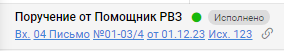 Поручение от Помощник РВЗ Исполнено
Вх. 04 Письмо №01-03/4 от 01.12.23 Исх. 123